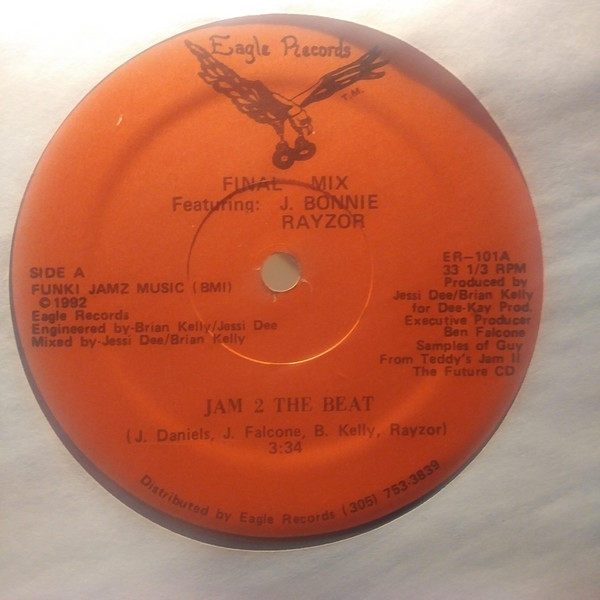 Eagle Records
T.M.
FINAL MIX
Featuring: J. BONNIE
RAYZOR
SIDE A
FUNKI JAMZ MUSIC (BMI)
©1992
Eagle Records
Engineered by-Brian Kelly/Jessi Dee
Mixed by-Jessi Dee/Brian Kelly
ER-101A
33 1/3 RPM
Produced by
Jessi Dee/Brian Kelly
for Dee-Kay Prod.
Executive Producer
Ben Falcone
Samples of Guy
From Teddy's Jam II
The Future CD
JAM 2 THE BEAT
(J. Daniels, J. Falcone, B. Kelly, Rayzor)
3:34
Distributed by Eagle Records (305) 753-3839